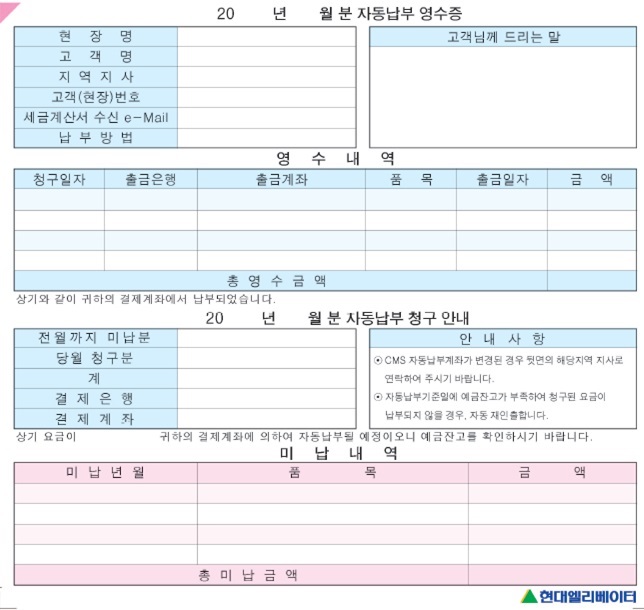 20 년 월 분 자동납부 영수증
현 장 명
고 객 명
지 역 지 사
고객(현장)번호
세금계산서 수신 e-Mail
납 부 방 법
고객님께 드리는 말
영 수 내 역
청구일자 출금은행 출금계좌 품 목 출금일자 금 액
총 영 수 금 액
상기와 같이 귀하의 결제계좌에서 납부되었습니다.
20 년 월 분 자동납부 청구 안내
전월까지 미납분
당월 청구분
계
결 제 은 행
결 제 계 좌
안 내 사 항
⊙ CMS 자동납부계좌가 변경된 경우 뒷면의 해당지역 지사로
연락하여 주시기 바랍니다.
⊙ 자동납부기준일에 예금잔고가 부족하여 청구된 요금이
납부되지 않을 경우, 자동 재인출합니다.
상기 요금이 귀하의 결제계좌에 의하여 자동납부될 예정이오니 예금잔고를 확인하시기 바랍니다.
미 납 내 역
미 납 년 월 품 목 금 액
총 미 납 금 액
현대엘리베이터